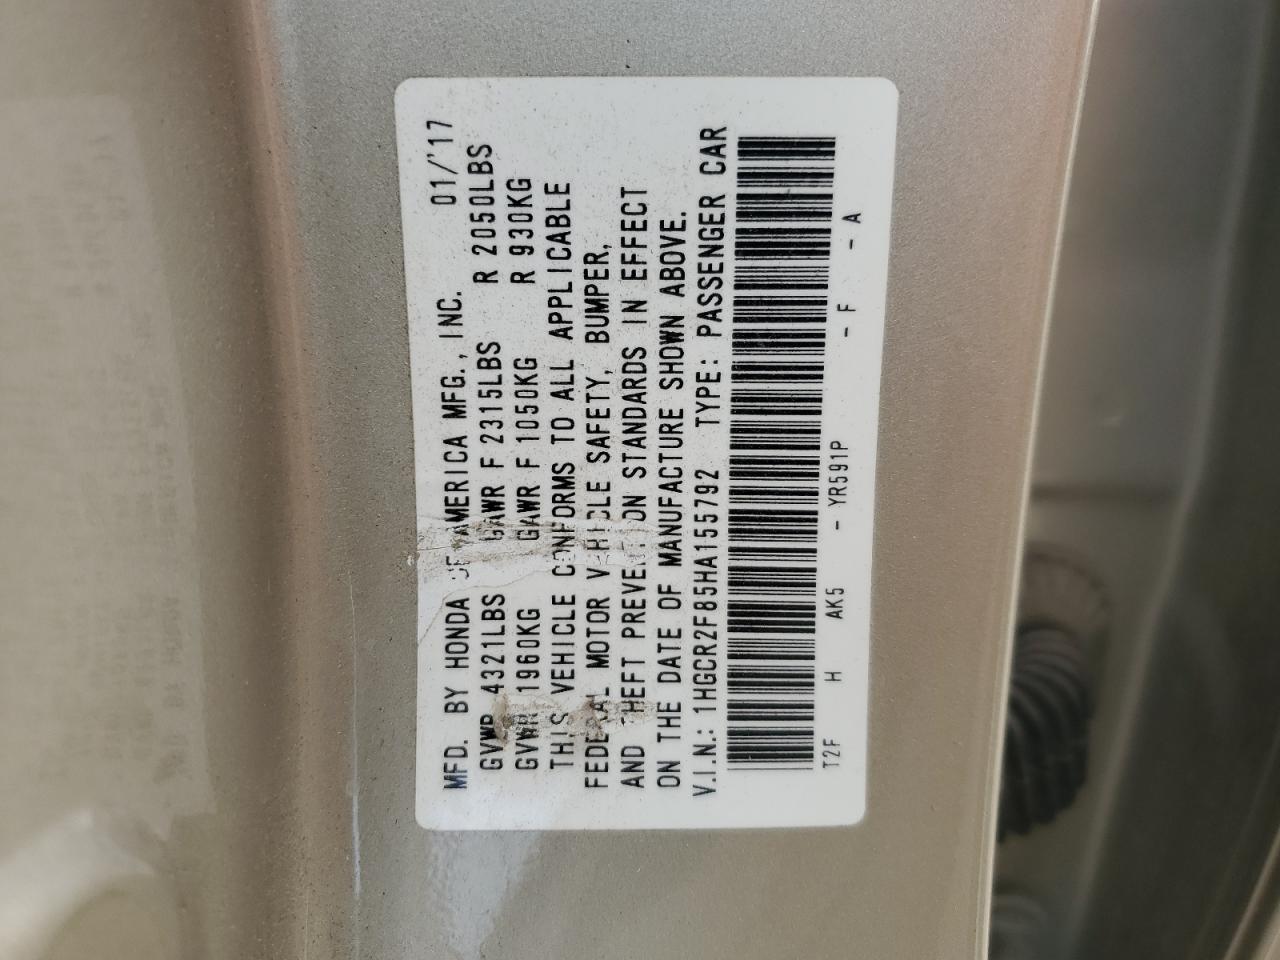 MFD. BY HONDA OF AMERICA MFG., INC. 01/'17
GVWR 4321LBS GAWR F 2315LBS R 2050LBS
GVWR 1960KG GAWR F 1050KG R 930KG
THIS VEHICLE CONFORMS TO ALL APPLICABLE
FEDERAL MOTOR VEHICLE SAFETY, BUMPER,
AND THEFT PREVENTION STANDARDS IN EFFECT
ON THE DATE OF MANUFACTURE SHOWN ABOVE.
V.I.N.: 1HGCR2F85HA155792 TYPE: PASSENGER CAR
T2F H AK5 - YR591P - F - A